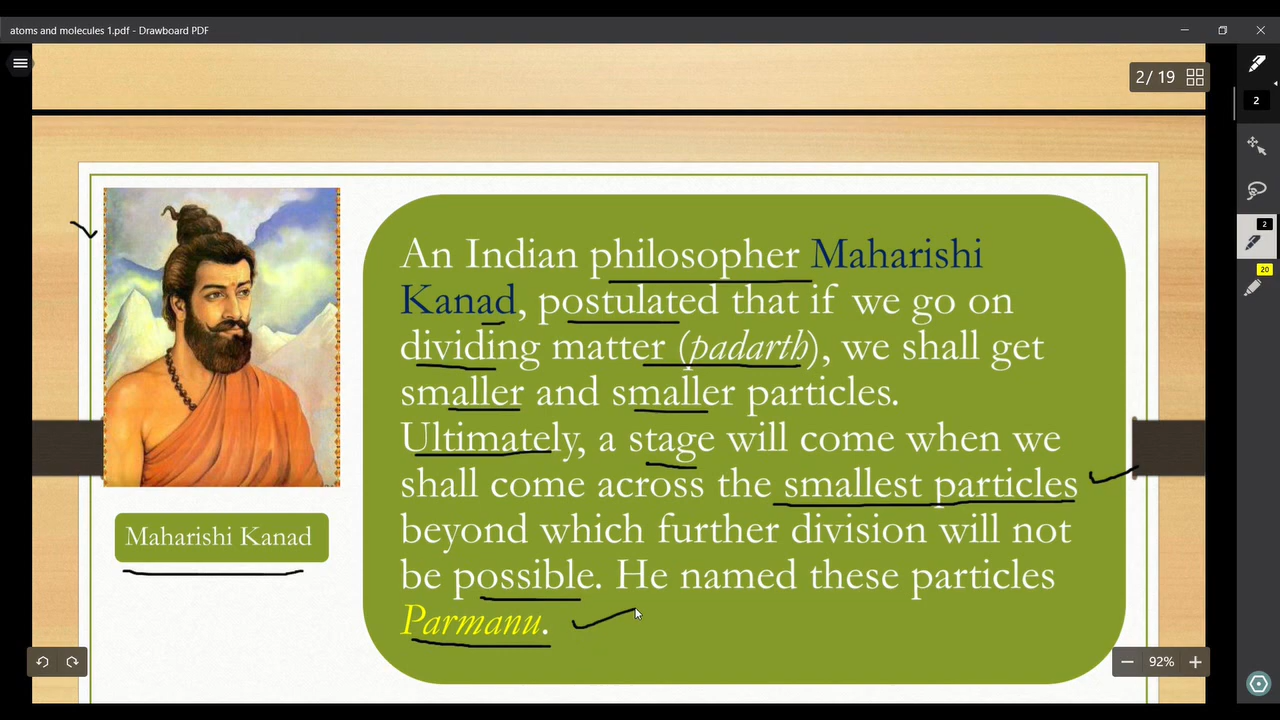 atoms and molecules 1.pdf - Drawboard PDF
2/ 19
2
2
20
An Indian philosopher Maharishi
Kanad, postulated that if we go on
dividing matter (padarth), we shall get
smaller and smaller particles.
Ultimately, a stage will come when we
shall come across the smallest particles
beyond which further division will not
be possible. He named these particles
Parmanu.
Maharishi Kanad
92%